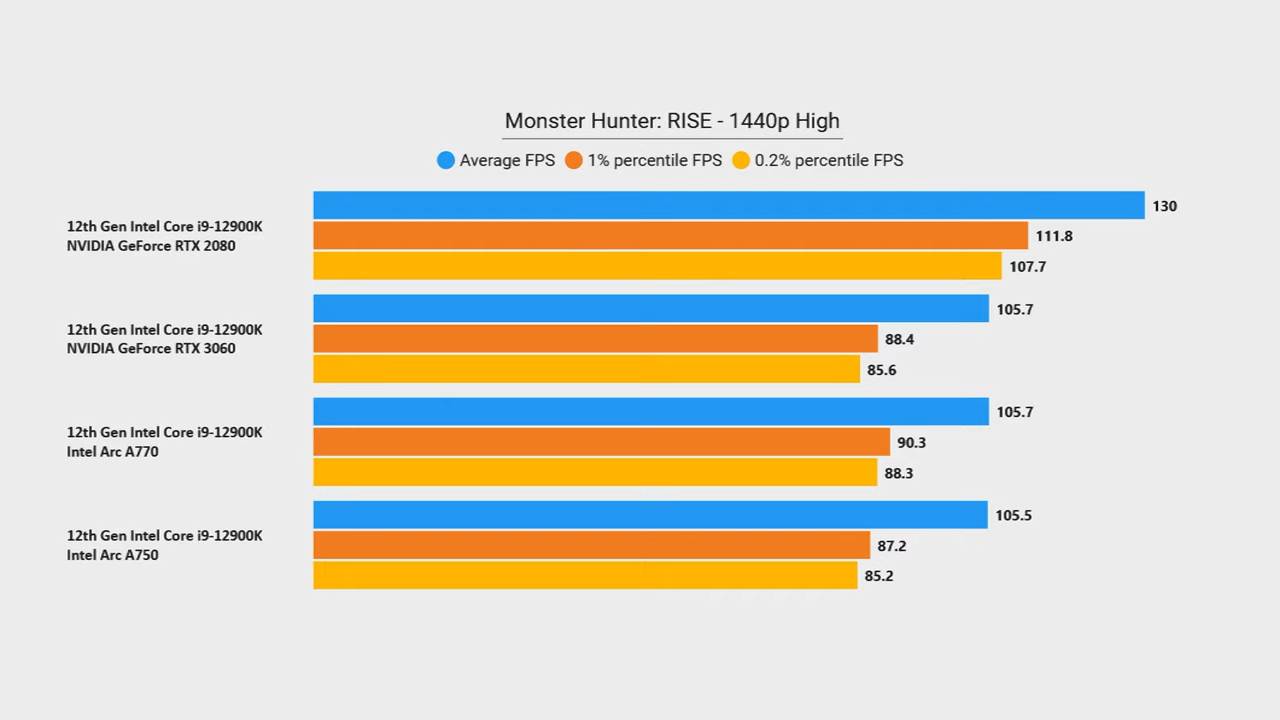 Monster Hunter: RISE - 1440p High
Average FPS 1% percentile FPS 0.2% percentile FPS
12th Gen Intel Core i9-12900K
NVIDIA GeForce RTX 2080
130
111.8
107.7
12th Gen Intel Core i9-12900K
NVIDIA GeForce RTX 3060
105.7
88.4
85.6
12th Gen Intel Core i9-12900K
Intel Arc A770
105.7
90.3
88.3
12th Gen Intel Core i9-12900K
Intel Arc A750
105.5
87.2
85.2